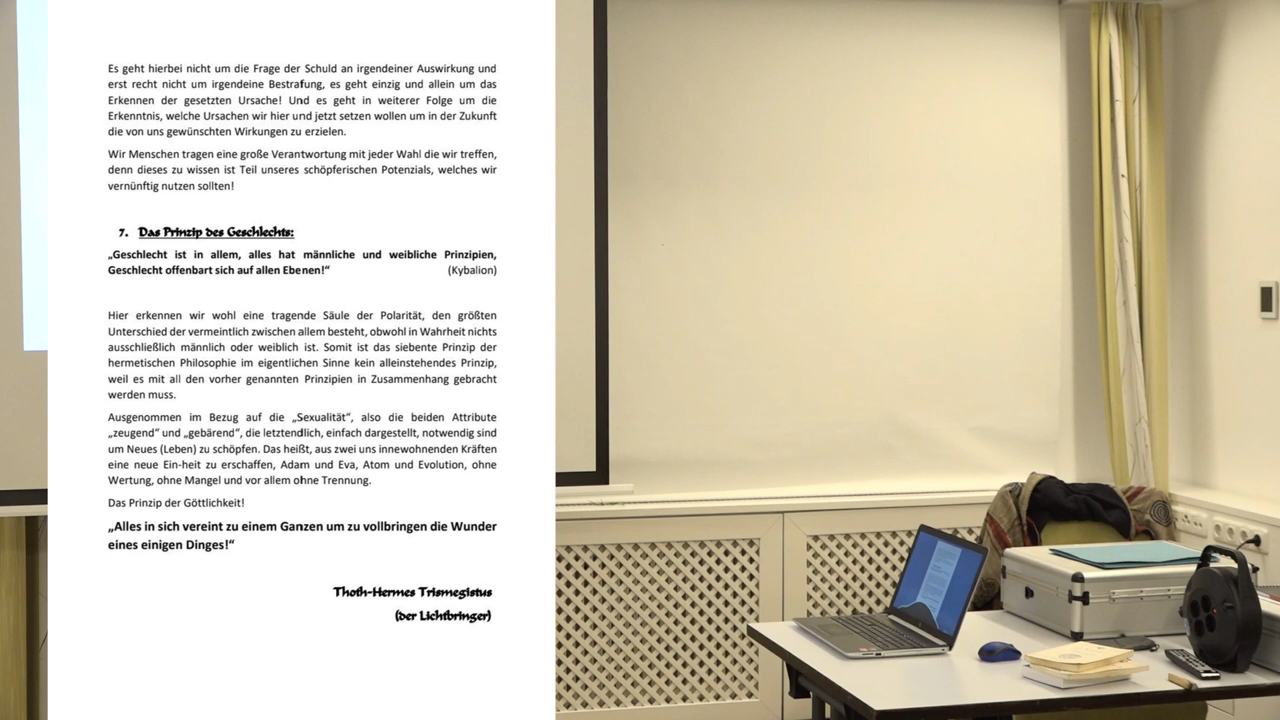 Es geht hierbei nicht um die Frage der Schuld an irgendeiner Auswirkung und
erst recht nicht um irgendeine Bestrafung, es geht einzig und allein um das
Erkennen der gesetzten Ursache! Und es geht in weiterer Folge um die
Erkenntnis, welche Ursachen wir hier und jetzt setzen wollen um in der Zukunft
die von uns gewünschten Wirkungen zu erzielen.
Wir Menschen tragen eine große Verantwortung mit jeder Wahl die wir treffen,
denn dieses zu wissen ist Teil unseres schöpferischen Potenzials, welches wir
vernünftig nutzen sollten!
7. Das Prinzip des Geschlechts:
„Geschlecht ist in allem, alles hat männliche und weibliche Prinzipien,
Geschlecht offenbart sich auf allen Ebenen!“ (Kybalion)
Hier erkennen wir wohl eine tragende Säule der Polarität, den größten
Unterschied der vermeintlich zwischen allem besteht, obwohl in Wahrheit nichts
ausschließlich männlich oder weiblich ist. Somit ist das siebente Prinzip der
hermetischen Philosophie im eigentlichen Sinne kein alleinstehendes Prinzip,
weil es mit all den vorher genannten Prinzipien in Zusammenhang gebracht
werden muss.
Ausgenommen im Bezug auf die „Sexualität“, also die beiden Attribute
„zeugend“ und „gebärend“, die letztendlich, einfach dargestellt, notwendig sind
um Neues (Leben) zu schöpfen. Das heißt, aus zwei uns innewohnenden Kräften
eine neue Ein-heit zu erschaffen, Adam und Eva, Atom und Evolution, ohne
Wertung, ohne Mangel und vor allem ohne Trennung.
Das Prinzip der Göttlichkeit!
„Alles in sich vereint zu einem Ganzen um zu vollbringen die Wunder
eines einigen Dinges!“
Thoth-Hermes Trismegistus
(der Lichtbringer)